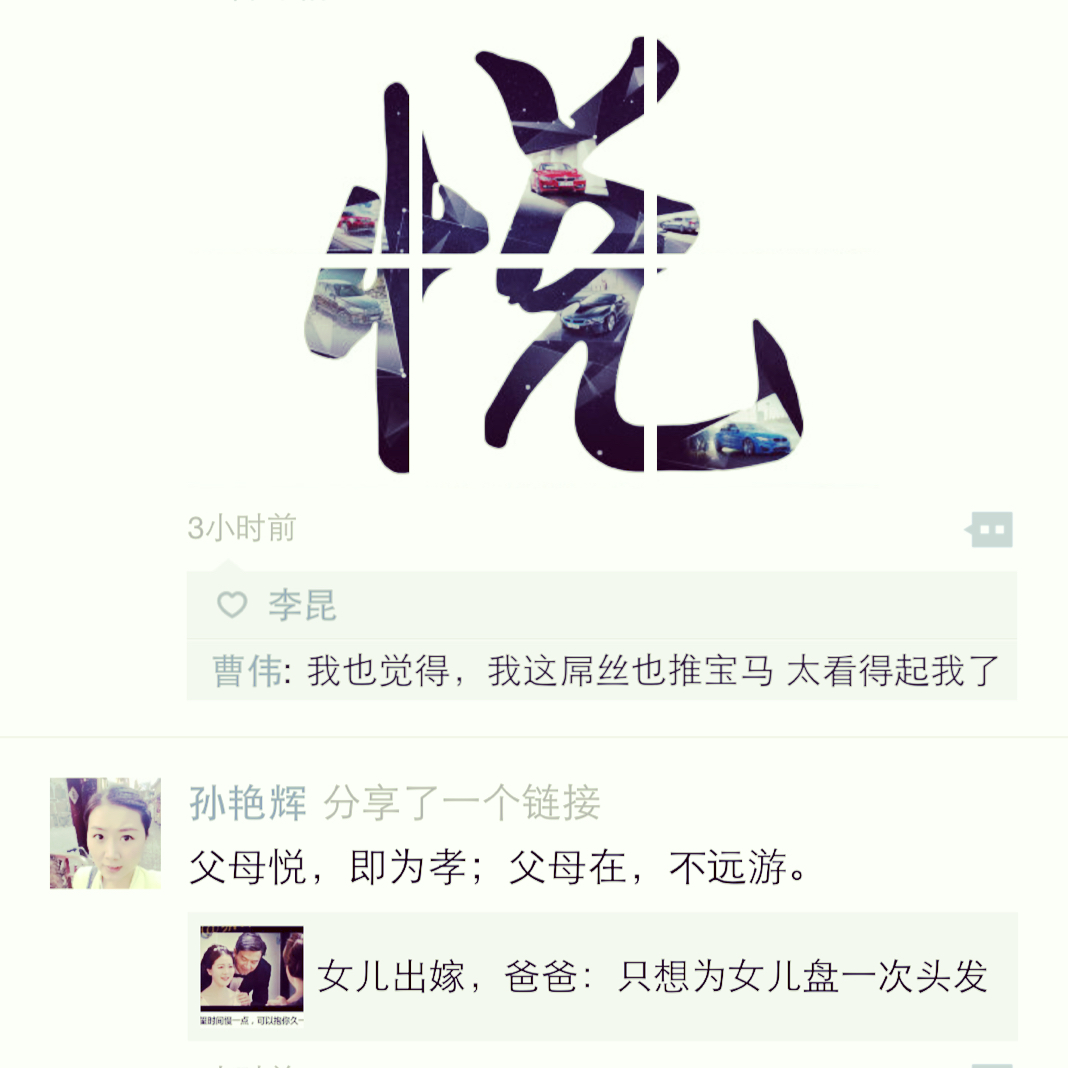 悦
3小时前
李昆
曹伟: 我也觉得，我这屌丝也推宝马 太看得起我了
孙艳辉 分享了一个链接
父母悦，即为孝；父母在，不远游。
女儿出嫁，爸爸：只想为女儿盘一次头发
时间慢一点，可以抱你久一